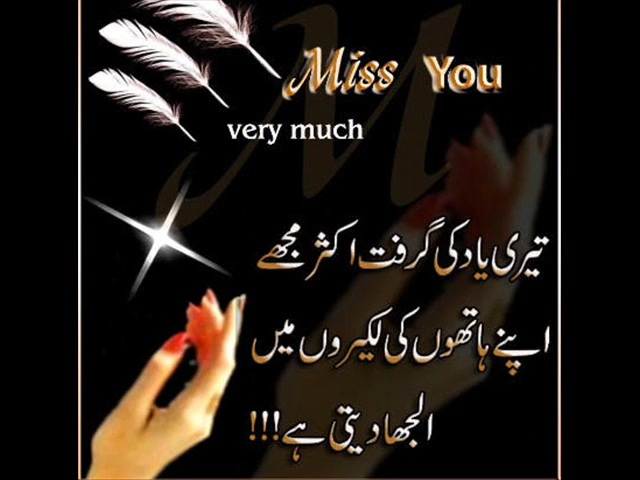 Miss You
very much
تیری یاد کی گرفت اکثر مجھے
اپنے ہاتھوں کی لکیروں میں
الجھا دیتی ہے!!!